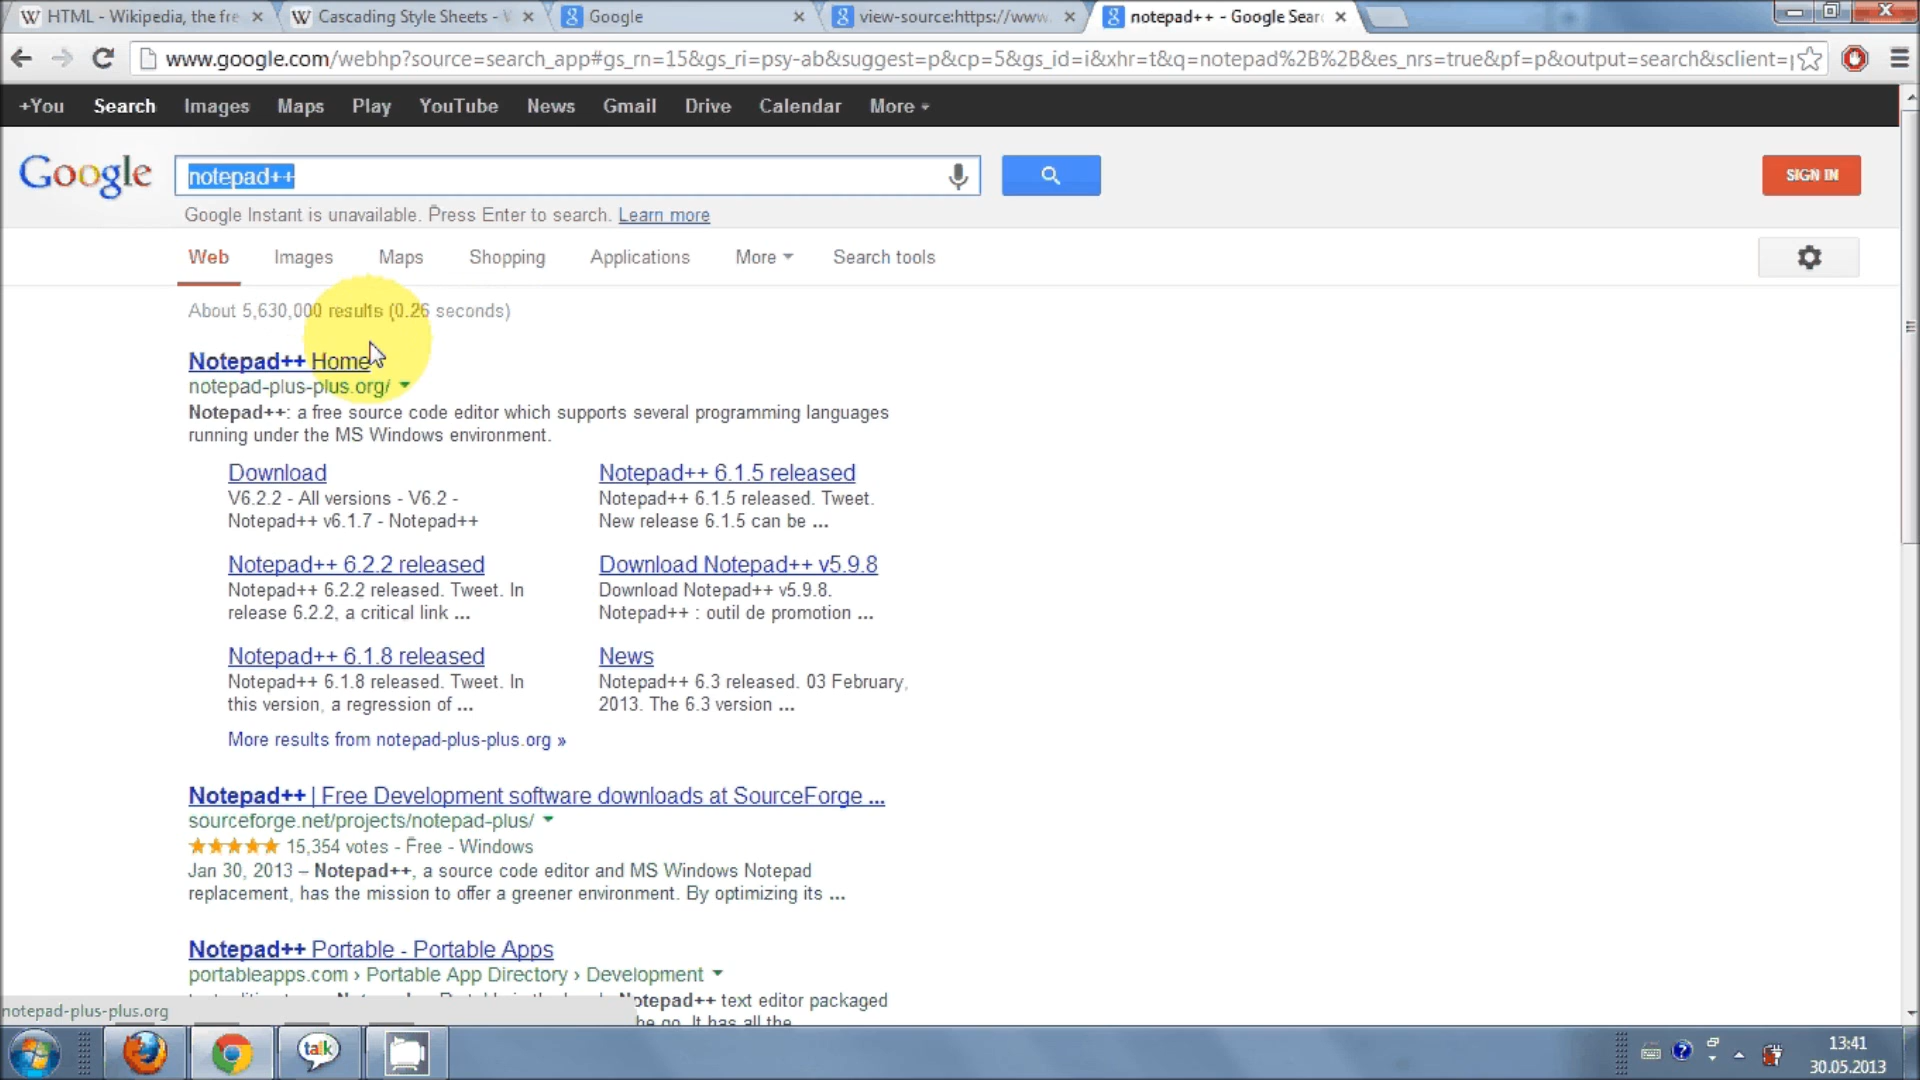 HTML - Wikipedia, the fre
Cascading Style Sheets - W
Google
view-source:https://www.
notepad++ - Google Sear
www.google.com/webhp?source=search_app#gs_rn=15&gs_ri=psy-ab&suggest=p&cp=5&gs_id=i&xhr=t&q=notepad%2B%2B&es_nrs=true&pf=p&output=search&sclient=p
+You Search Images Maps Play YouTube News Gmail Drive Calendar More
Google
notepad++
SIGN IN
Google Instant is unavailable. Press Enter to search. Learn more
Web Images Maps Shopping Applications More Search tools
About 5,630,000 results (0.26 seconds)
Notepad++ Home
notepad-plus-plus.org/
Notepad++: a free source code editor which supports several programming languages
running under the MS Windows environment.
Download
V6.2.2 - All versions - V6.2 -
Notepad++ v6.1.7 - Notepad++
Notepad++ 6.1.5 released
Notepad++ 6.1.5 released. Tweet.
New release 6.1.5 can be ...
Notepad++ 6.2.2 released
Notepad++ 6.2.2 released. Tweet. In
release 6.2.2, a critical link ...
Download Notepad++ v5.9.8
Download Notepad++ v5.9.8.
Notepad++ : outil de promotion ...
Notepad++ 6.1.8 released
Notepad++ 6.1.8 released. Tweet. In
this version, a regression of ...
News
Notepad++ 6.3 released. 03 February,
2013. The 6.3 version ...
More results from notepad-plus-plus.org »
Notepad++ | Free Development software downloads at SourceForge ...
sourceforge.net/projects/notepad-plus/
15,354 votes - Free - Windows
Jan 30, 2013 – Notepad++, a source code editor and MS Windows Notepad
replacement, has the mission to offer a greener environment. By optimizing its ...
Notepad++ Portable - Portable Apps
portableapps.com › Portable App Directory › Development
Notepad++ text editor packaged
It has all the
notepad-plus-plus.org
talk
13:41
30.05.2013